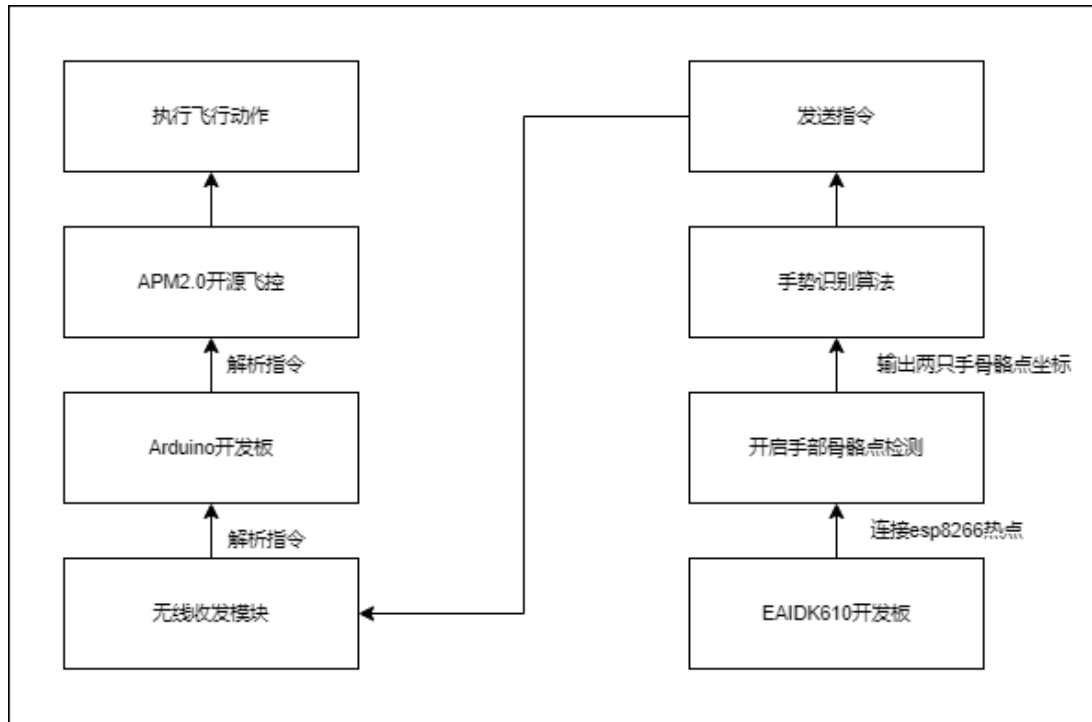 执行飞行动作
发送指令
APM2.0开源飞控
手势识别算法
解析指令
输出两只手骨骼点坐标
Arduino开发板
开启手部骨骼点检测
解析指令
连接esp8266热点
无线收发模块
EAIDK610开发板